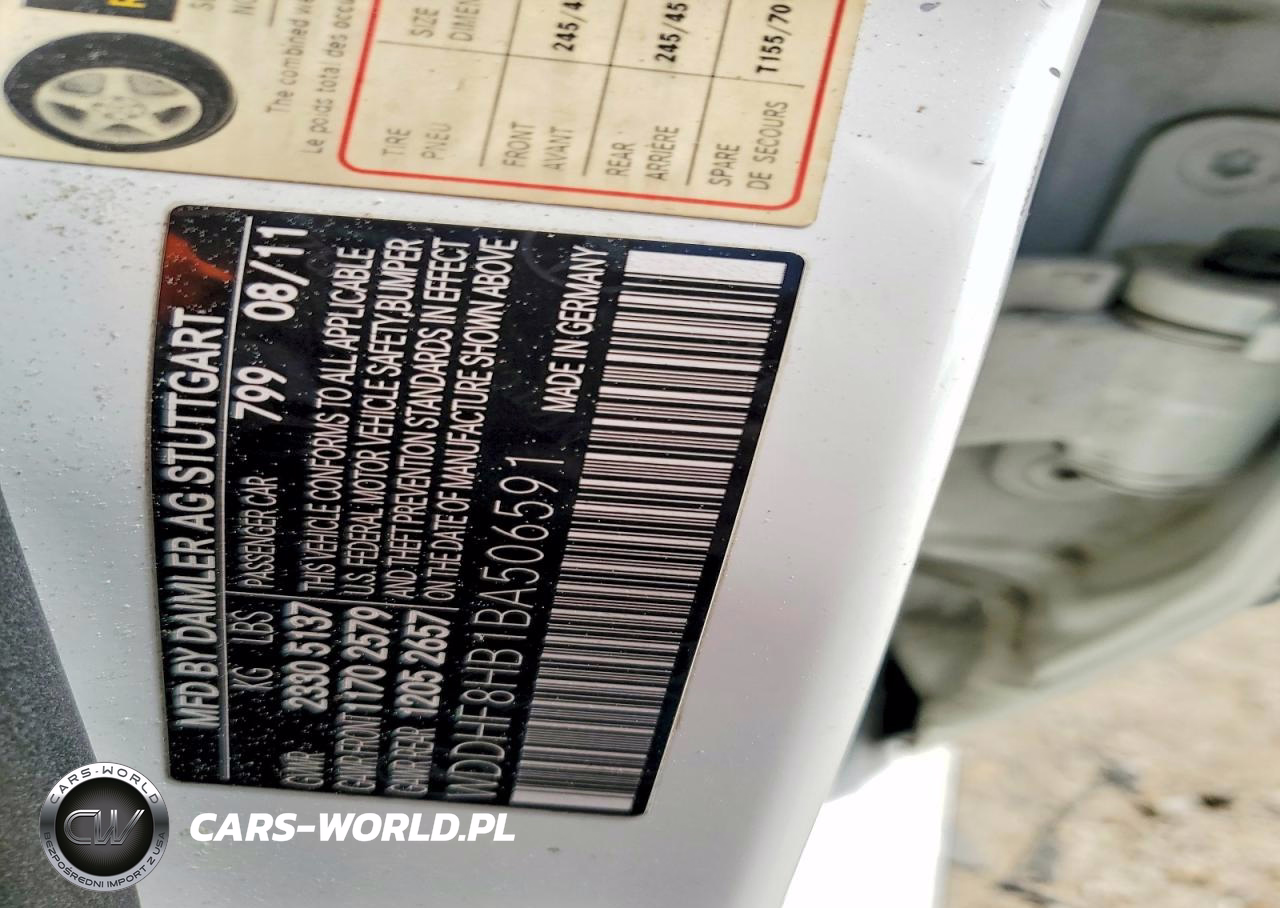 The combined
Le poids total des occu
TIRE SIZE
PNEU DIMEN
FRONT
AVANT 245/4
REAR
ARRIÈRE 245/45
SPARE
DE SECOURS T155/70
MFD BY DAIMLER AG STUTTGART
KG LBS PASSENGER CAR 799 08/11
GVWR 2330 5137 THIS VEHICLE CONFORMS TO ALL APPLICABLE
GAWR FRONT 1170 2579 U.S. FEDERAL MOTOR VEHICLE SAFETY, BUMPER
GAWR REAR 1205 2657 AND THEFT PREVENTION STANDARDS IN EFFECT
ON THE DATE OF MANUFACTURE SHOWN ABOVE
WDDHF8HB1BA506591 MADE IN GERMANY
CARS-WORLD
CW
BEZPOŚREDNI IMPORT Z USA
CARS-WORLD.PL